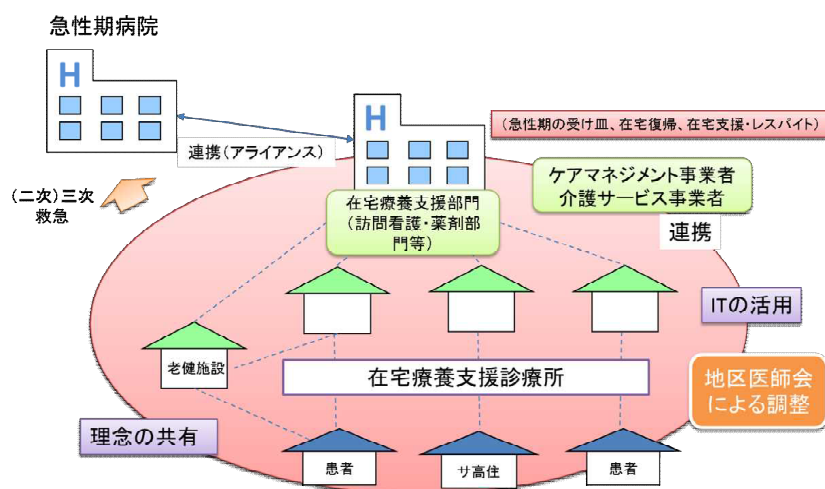 急性期病院
H
H
(急性期の受け皿、在宅復帰、在宅支援・レスパイト)
連携(アライアンス)
ケアマネジメント事業者
介護サービス事業者
(二次)三次
救急
在宅療養支援部門
(訪問看護・薬剤部
門等)
連携
ITの活用
老健施設
在宅療養支援診療所
地区医師会
による調整
理念の共有
患者
サ高住
患者